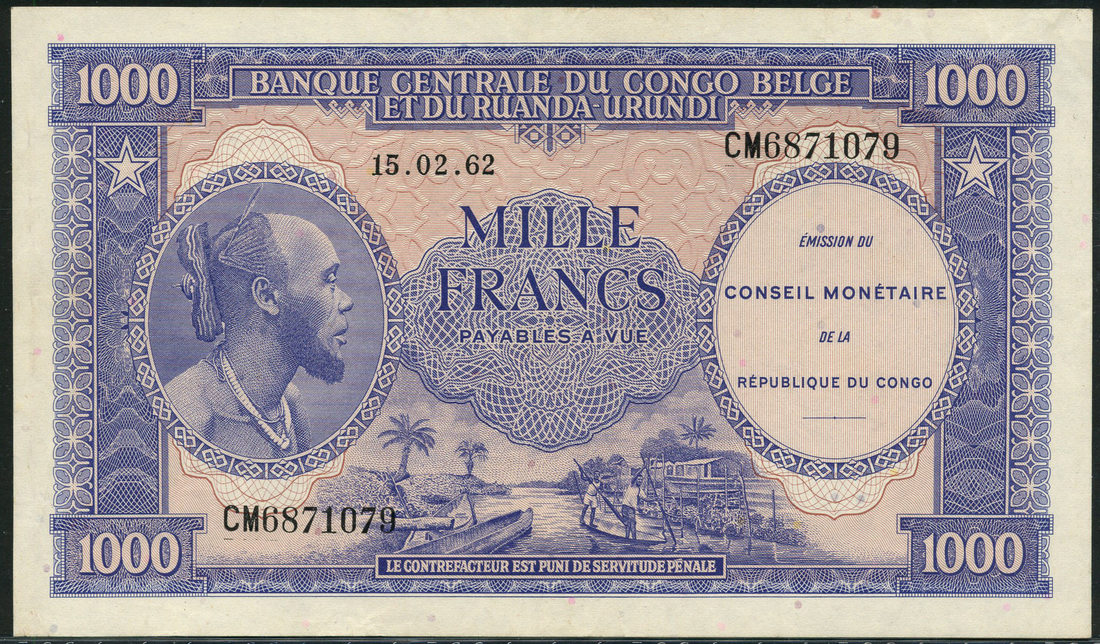 1000
BANQUE CENTRALE DU CONGO BELGE
1000
ET DU RUANDA-URUNDI
CM6871079
15.02.62
MILLE
FRANCS
PAYABLES A VUE
ÉMISSION DU
CONSEIL MONÉTAIRE
DE LA
RÉPUBLIQUE DU CONGO
CM6871079
1000
LE CONTREFACTEUR EST PUNI DE SERVITUDE PÉNALE
1000